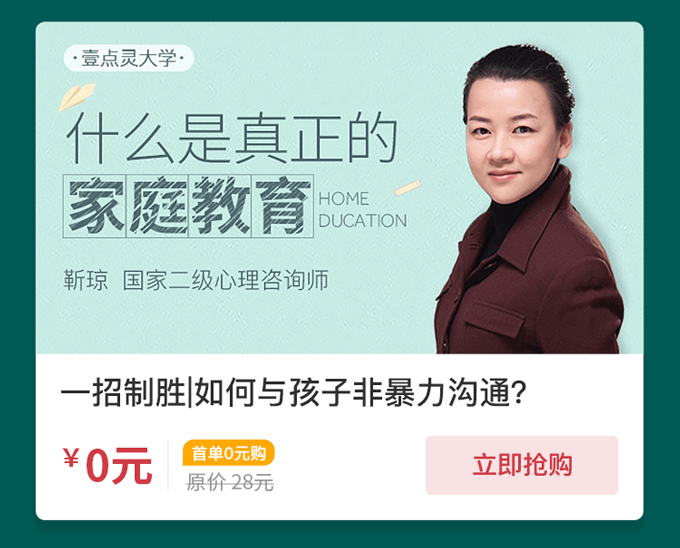 ·壹点灵大学·
什么是真正的
家庭教育
HOME
DUCATION
靳琼 国家二级心理咨询师
一招制胜|如何与孩子非暴力沟通?
¥0元
首单0元购
原价 28元
立即抢购